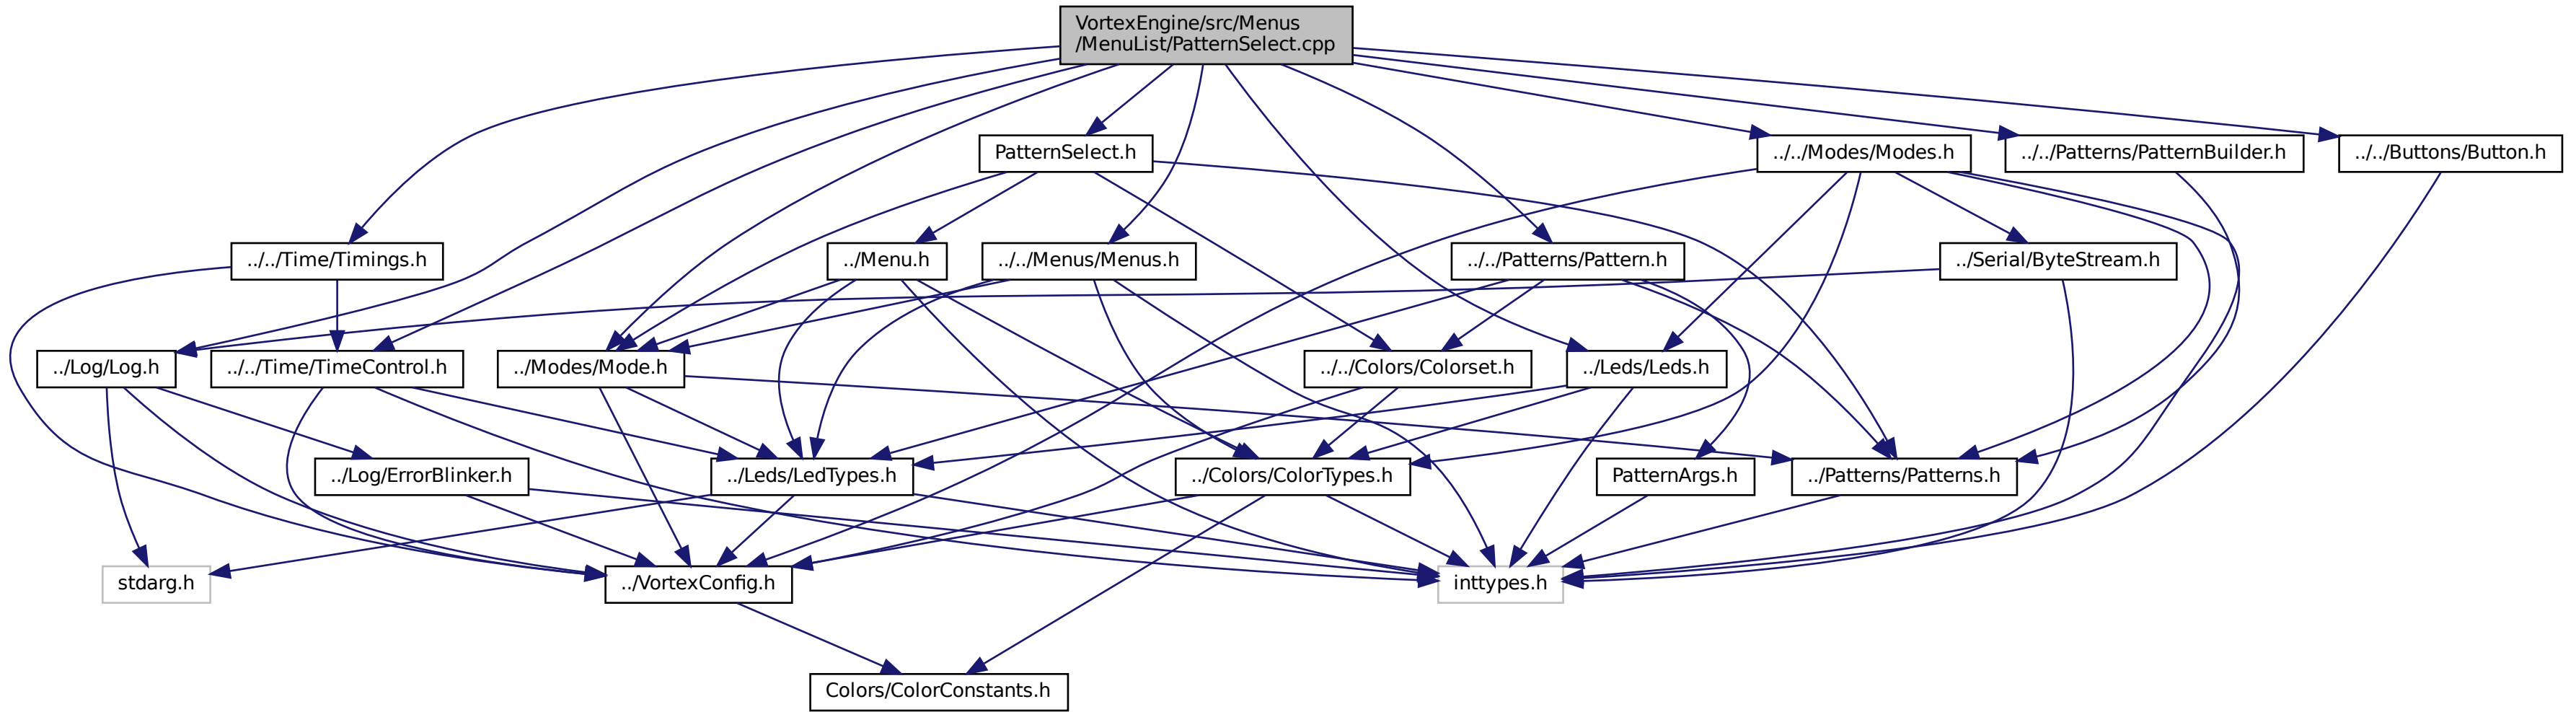 VortexEngine/src/Menus
/MenuList/PatternSelect.cpp
PatternSelect.h
../../Modes/Modes.h
../../Patterns/PatternBuilder.h
../../Buttons/Button.h
../../Time/Timings.h
../Menu.h
../../Menus/Menus.h
../../Patterns/Pattern.h
../Serial/ByteStream.h
../Log/Log.h
../../Time/TimeControl.h
../Modes/Mode.h
../../Colors/Colorset.h
../Leds/Leds.h
../Log/ErrorBlinker.h
../Leds/LedTypes.h
../Colors/ColorTypes.h
PatternArgs.h
../Patterns/Patterns.h
stdarg.h
../VortexConfig.h
inttypes.h
Colors/ColorConstants.h